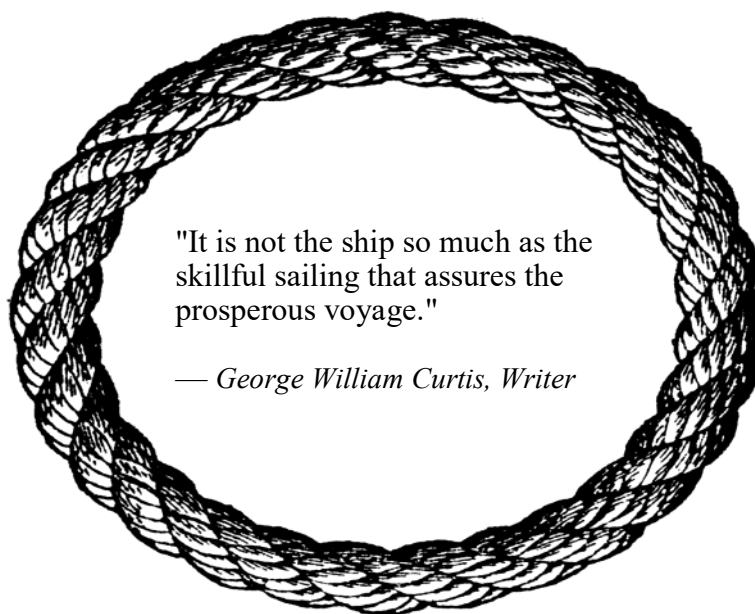 "It is not the ship so much as the
skillful sailing that assures the
prosperous voyage."
— George William Curtis, Writer